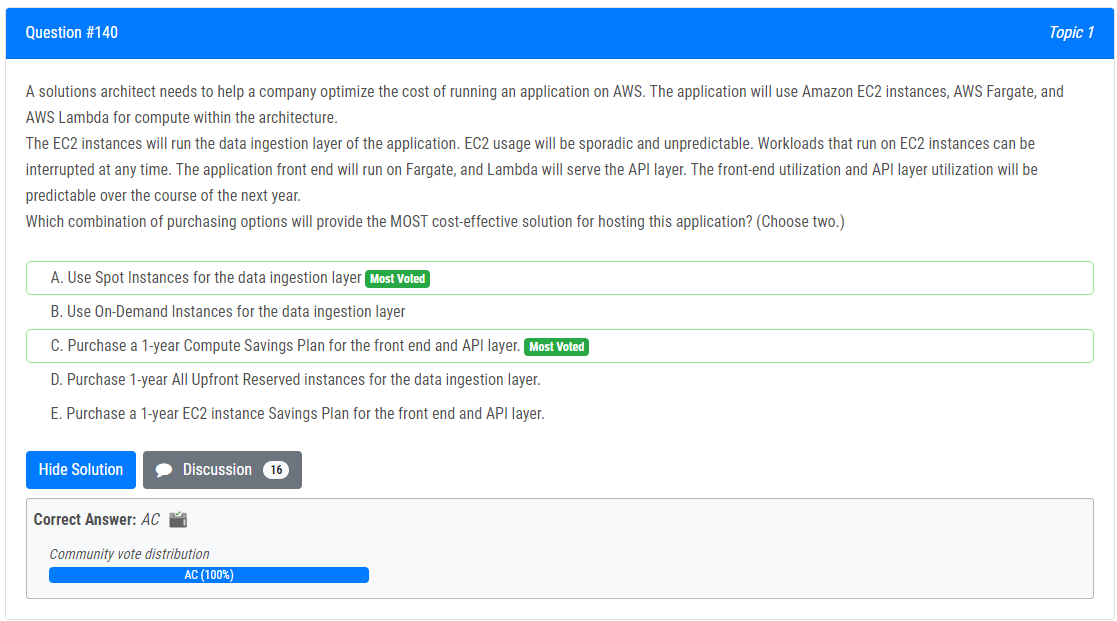 Question #140
Topic 1
A solutions architect needs to help a company optimize the cost of running an application on AWS. The application will use Amazon EC2 instances, AWS Fargate, and
AWS Lambda for compute within the architecture.
The EC2 instances will run the data ingestion layer of the application. EC2 usage will be sporadic and unpredictable. Workloads that run on EC2 instances can be
interrupted at any time. The application front end will run on Fargate, and Lambda will serve the API layer. The front-end utilization and API layer utilization will be
predictable over the course of the next year.
Which combination of purchasing options will provide the MOST cost-effective solution for hosting this application? (Choose two.)
A. Use Spot Instances for the data ingestion layer Most Voted
B. Use On-Demand Instances for the data ingestion layer
C. Purchase a 1-year Compute Savings Plan for the front end and API layer. Most Voted
D. Purchase 1-year All Upfront Reserved instances for the data ingestion layer.
E. Purchase a 1-year EC2 instance Savings Plan for the front end and API layer.
Hide Solution
Discussion 16
Correct Answer: AC
Community vote distribution
AC (100%)